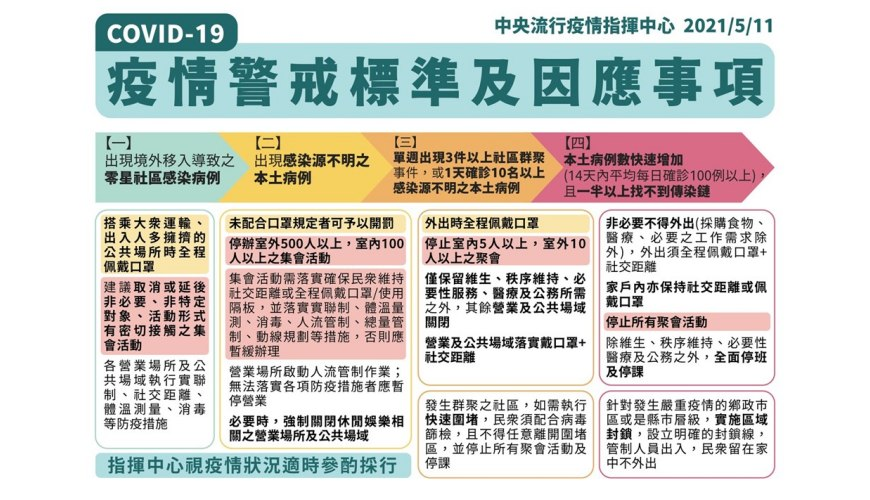 COVID-19
中央流行疫情指揮中心 2021/5/11
疫情警戒標準及因應事項
【一】
出現境外移入導致之
零星社區感染病例
【二】
出現感染源不明之
本土病例
【三】
單週出現3件以上社區群聚
事件，或1天確診10名以上
感染源不明之本土病例
【四】
本土病例數快速增加
(14天內平均每日確診100例以上)，
且一半以上找不到傳染鏈
搭乘大眾運輸、
出入人多擁擠的
公共場所時全程
佩戴口罩
建議取消或延後
非必要、非特定
對象、活動形式
有密切接觸之集
會活動
各營業場所及公
共場域執行實聯
制、社交距離、
體溫測量、消毒
等防疫措施
未配合口罩規定者可予以開罰
停辦室外500人以上，室內100
人以上之集會活動
集會活動需落實確保民眾維持
社交距離或全程佩戴口罩/使用
隔板，並落實實聯制、體溫量
測、消毒、人流管制、總量管
制、動線規劃等措施，否則應
暫緩辦理
營業場所啟動人流管制作業；
無法落實各項防疫措施者應暫
停營業
必要時，強制關閉休閒娛樂相
關之營業場所及公共場域
外出時全程佩戴口罩
停止室內5人以上，室外10
人以上之聚會
僅保留維生、秩序維持、必
要性服務、醫療及公務所需
之外，其餘營業及公共場域
關閉
營業及公共場域落實戴口罩+
社交距離
發生群聚之社區，如需執行
快速圍堵，民眾須配合病毒
篩檢，且不得任意離開圍堵
區，並停止所有聚會活動及
停課
非必要不得外出(採購食物、
醫療、必要之工作需求除
外)，外出須全程佩戴口罩+
社交距離
家戶內亦保持社交距離或佩
戴口罩
停止所有聚會活動
除維生、秩序維持、必要性
醫療及公務之外，全面停班
及停課
針對發生嚴重疫情的鄉政市
區或是縣市層級，實施區域
封鎖，設立明確的封鎖線，
管制人員出入，民眾留在家
中不外出
指揮中心視疫情狀況適時參酌採行